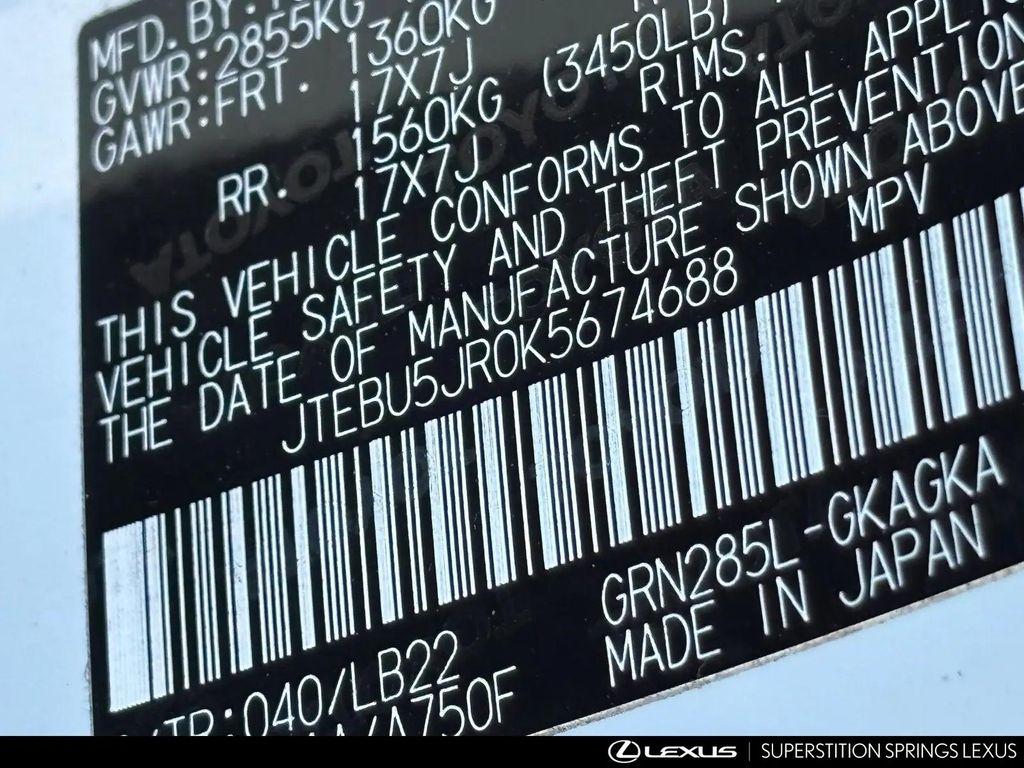 MFD.BY:
GVWR:2855KG
GAWR:FRT. 1360KG
17X7J
RR. 1560KG (3450LB)
17X7J RIMS:
THIS VEHICLE CONFORMS TO ALL APPLI
VEHICLE SAFETY AND THEFT PREVENTION
THE DATE OF MANUFACTURE SHOWN ABOVE
JTEBU5JR0K5674688 MPV
GRN285L-GKAGKA
MADE IN JAPAN
TR:040/LB22
A750F
LEXUS | SUPERSTITION SPRINGS LEXUS